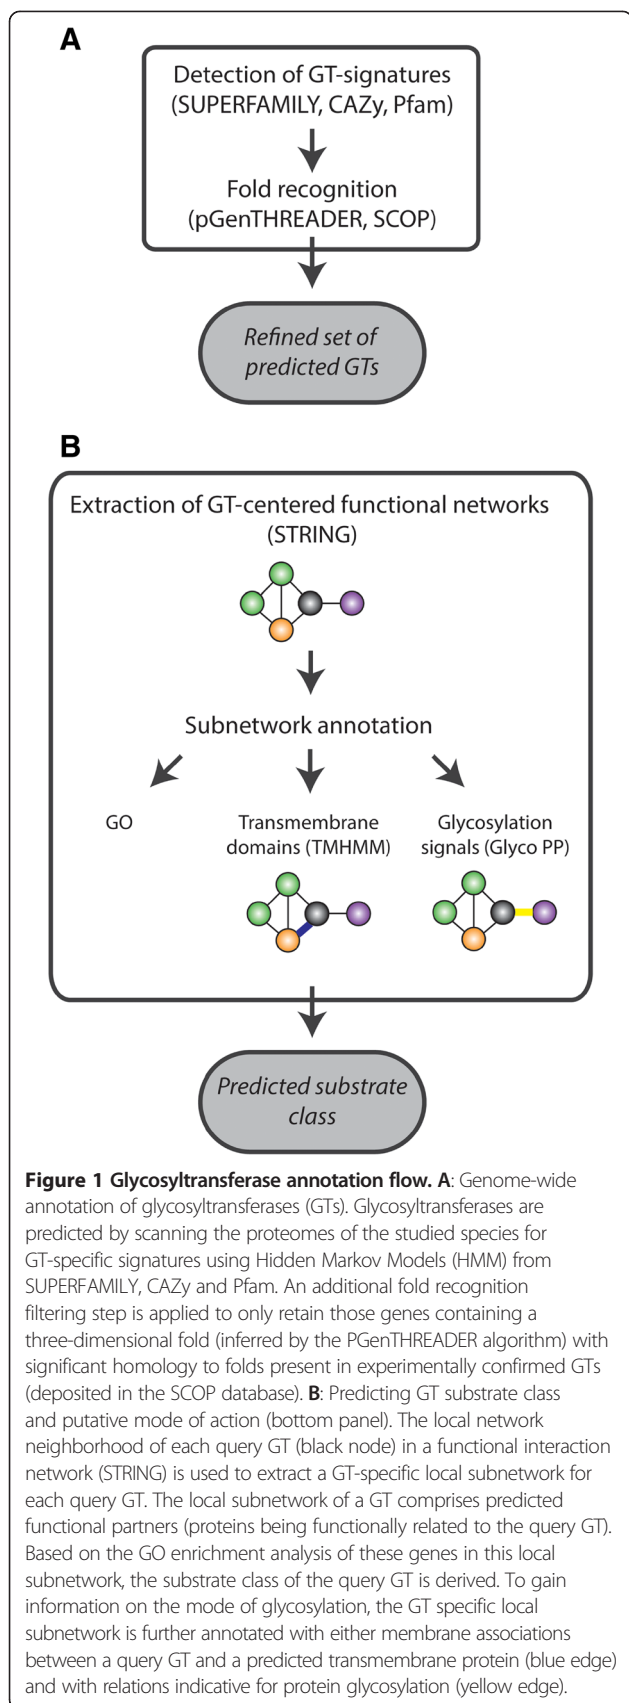 A
Detection of GT-signatures
(SUPERFAMILY, CAZy, Pfam)
Fold recognition
(pGenTHREADER, SCOP)
Refined set of
predicted GTs
B
Extraction of GT-centered functional networks
(STRING)
Subnetwork annotation
GO
Transmembrane
domains (TMHMM)
Glycosylation
signals (Glyco PP)
Predicted substrate
class
Figure 1 Glycosyltransferase annotation flow. A: Genome-wide
annotation of glycosyltransferases (GTs). Glycosyltransferases are
predicted by scanning the proteomes of the studied species for
GT-specific signatures using Hidden Markov Models (HMM) from
SUPERFAMILY, CAZy and Pfam. An additional fold recognition
filtering step is applied to only retain those genes containing a
three-dimensional fold (inferred by the PGenTHREADER algorithm) with
significant homology to folds present in experimentally confirmed GTs
(deposited in the SCOP database). B: Predicting GT substrate class
and putative mode of action (bottom panel). The local network
neighborhood of each query GT (black node) in a functional interaction
network (STRING) is used to extract a GT-specific local subnetwork for
each query GT. The local subnetwork of a GT comprises predicted
functional partners (proteins being functionally related to the query GT).
Based on the GO enrichment analysis of these genes in this local
subnetwork, the substrate class of the query GT is derived. To gain
information on the mode of glycosylation, the GT specific local
subnetwork is further annotated with either membrane associations
between a query GT and a predicted transmembrane protein (blue edge)
and with relations indicative for protein glycosylation (yellow edge).